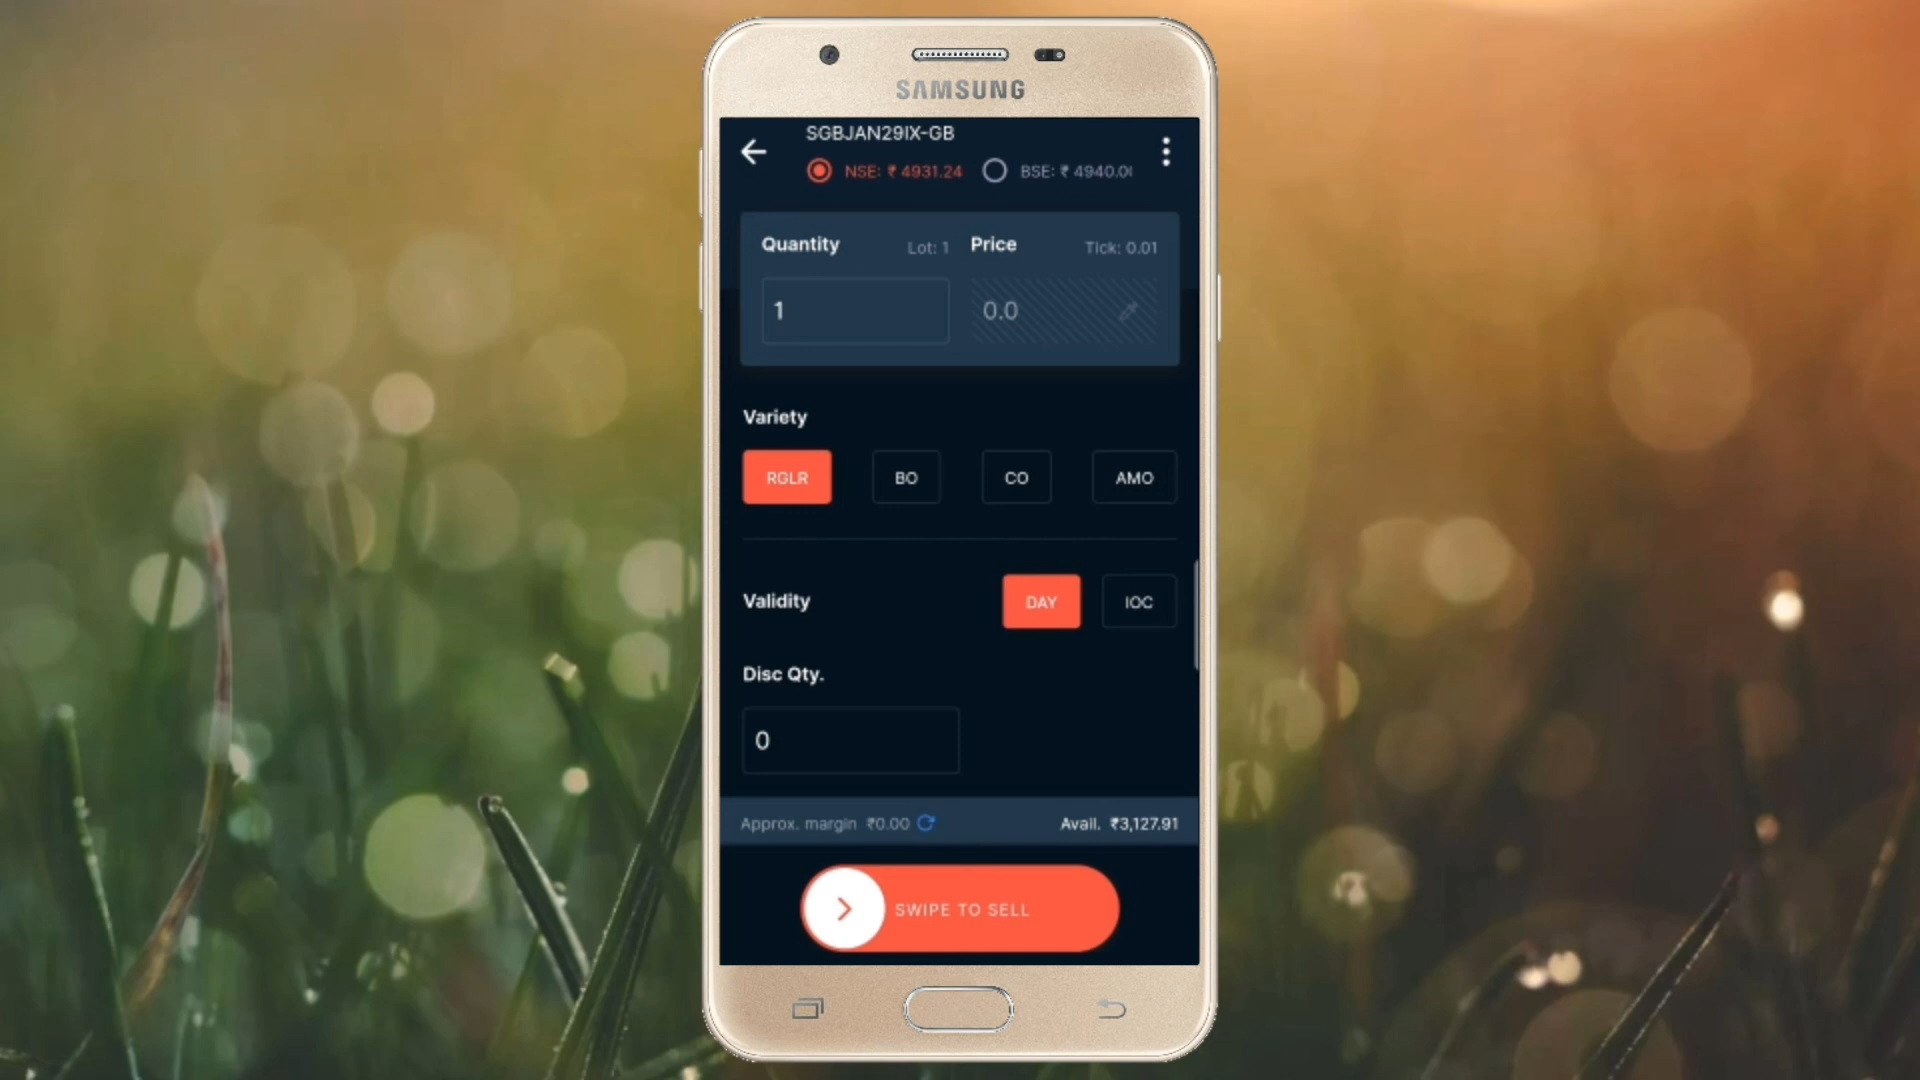 SAMSUNG
SGBJAN29IX-GB
NSE: ₹ 4931.24 BSE: ₹ 4940.0
Quantity Lot: 1 Price Tick: 0.01
1 0.0
Variety
RGLR BO CO AMO
Validity DAY IOC
Disc Qty.
0
Approx. margin ₹0.00 Avail. ₹3,127.91
SWIPE TO SELL